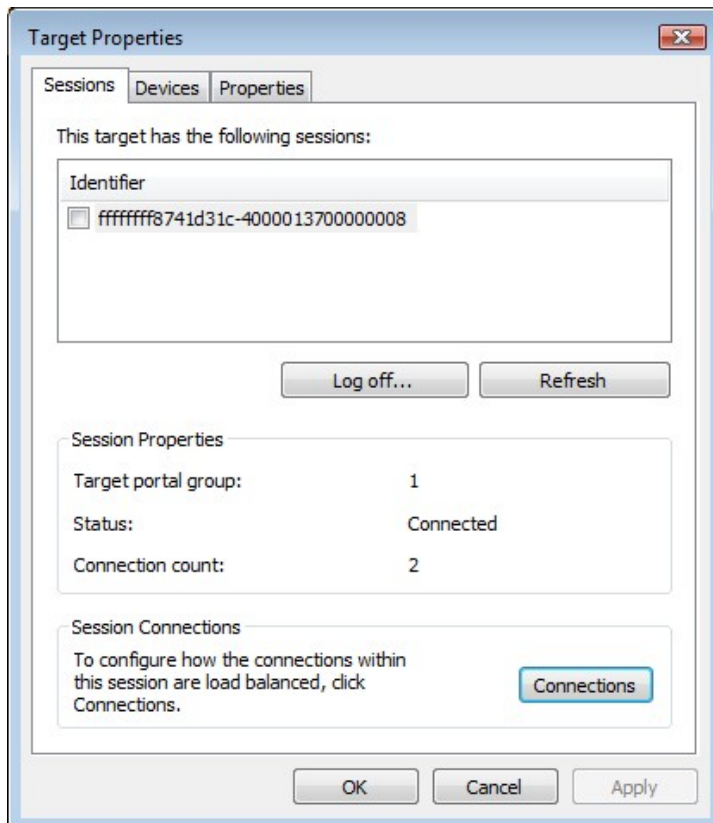 Target Properties
Sessions Devices Properties
This target has the following sessions:
Identifier
ffffffff8741d31c-4000013700000008
Log off... Refresh
Session Properties
Target portal group: 1
Status: Connected
Connection count: 2
Session Connections
To configure how the connections within
this session are load balanced, click
Connections.
Connections
OK Cancel Apply